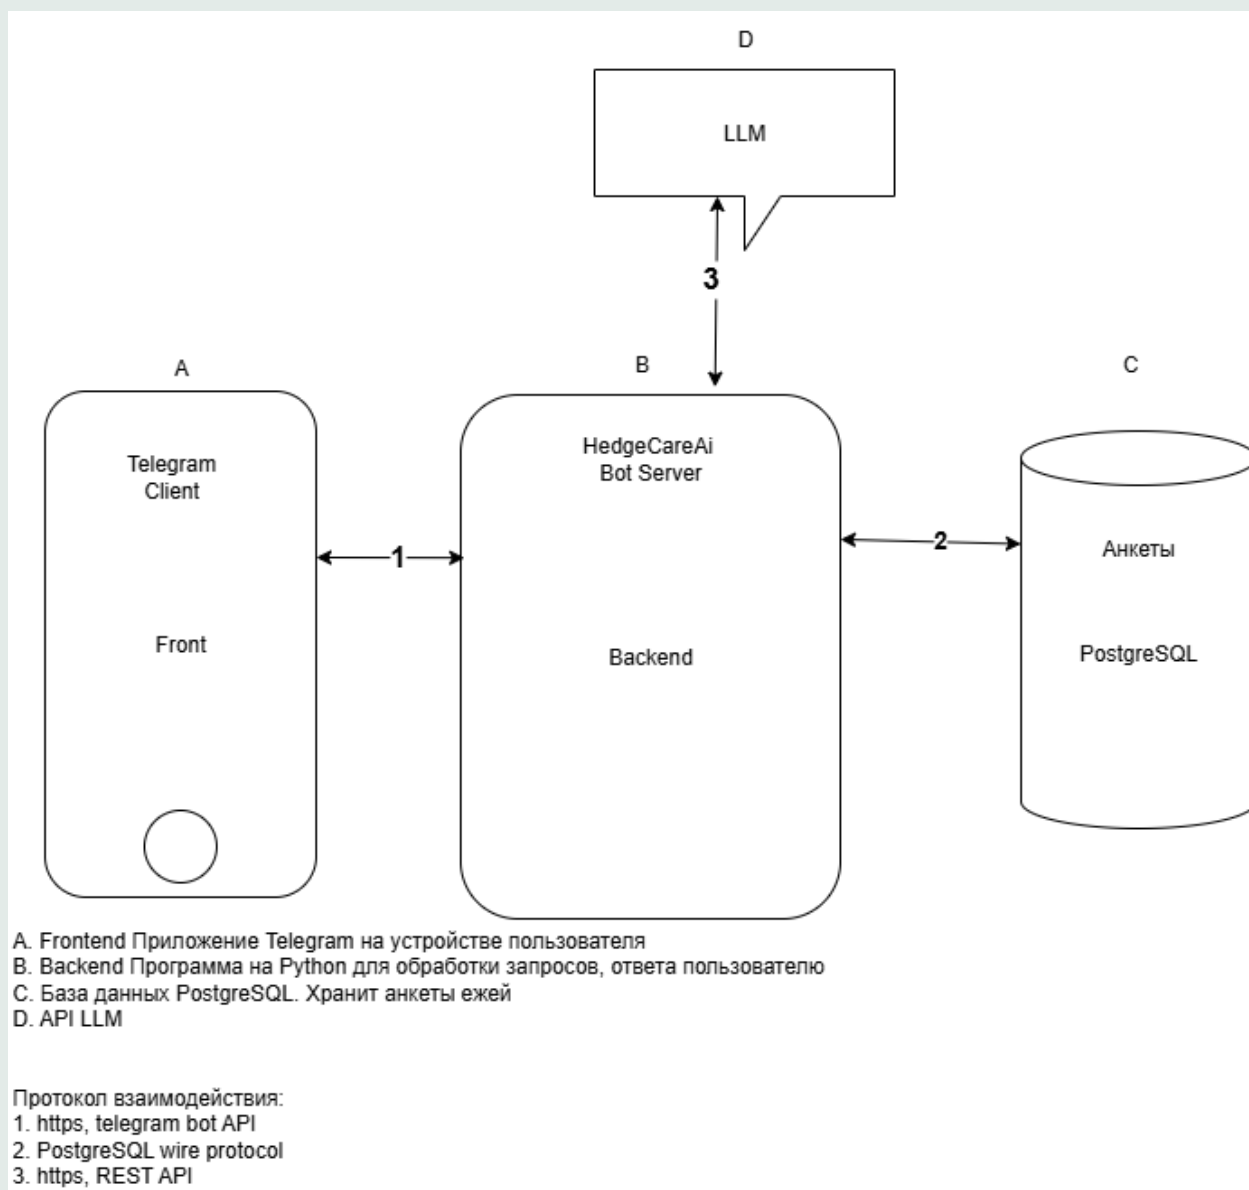 D
LLM
3
A
B
C
Telegram
Client
HedgeCareAi
Bot Server
1
2
Анкеты
Front
Backend
PostgreSQL
A. Frontend Приложение Telegram на устройстве пользователя
B. Backend Программа на Python для обработки запросов, ответа пользователю
C. База данных PostgreSQL. Хранит анкеты ежей
D. API LLM
Протокол взаимодействия:
1. https, telegram bot API
2. PostgreSQL wire protocol
3. https, REST API